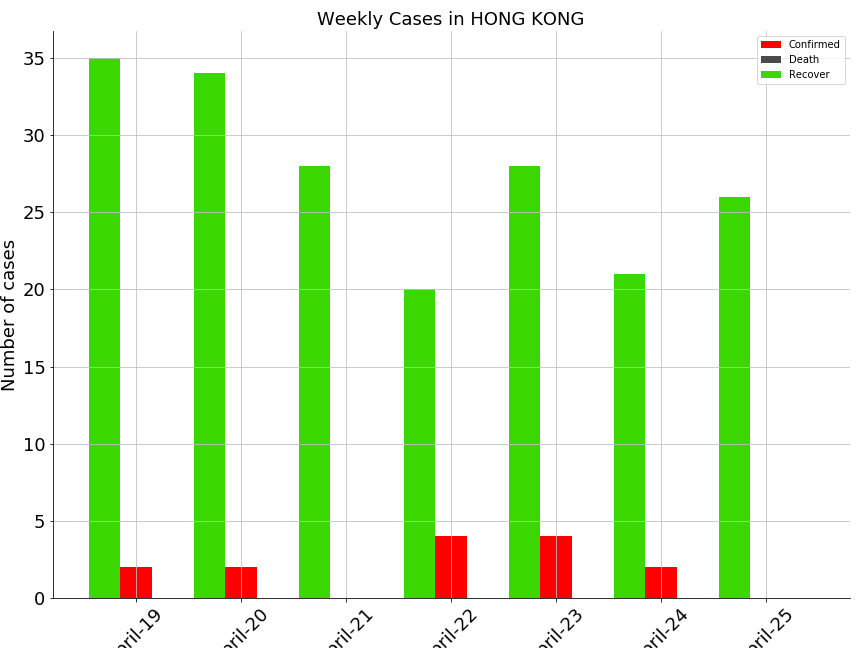 Weekly Cases in HONG KONG
Confirmed
Death
Recover
Number of cases
35
30
25
20
15
10
5
0
pril-19
pril-20
pril-21
pril-22
pril-23
pril-24
pril-25